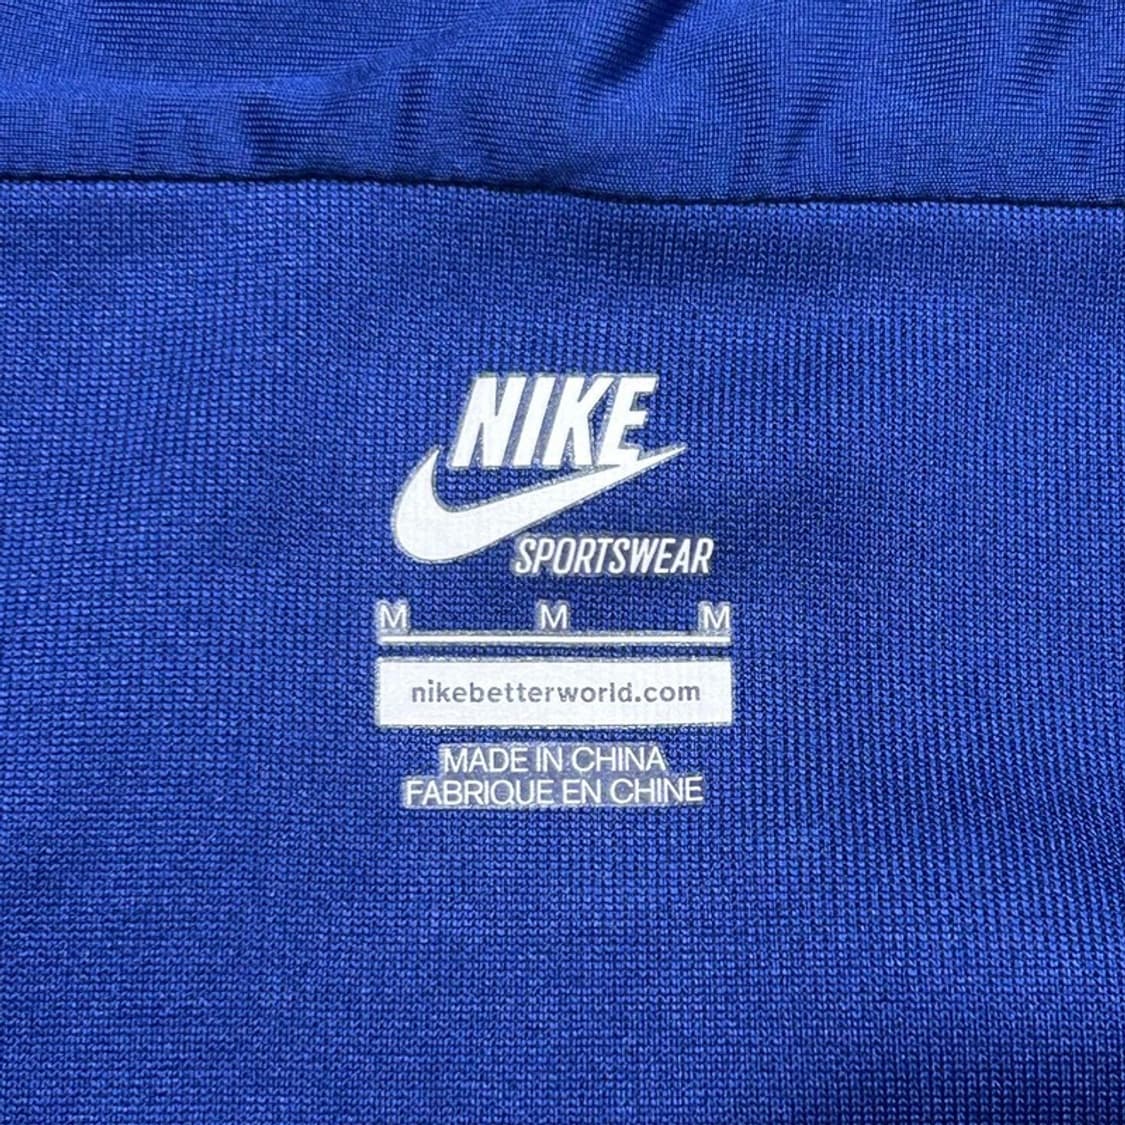 NIKE
SPORTSWEAR
M M M
nikebetterworld.com
MADE IN CHINA
FABRIQUE EN CHINE